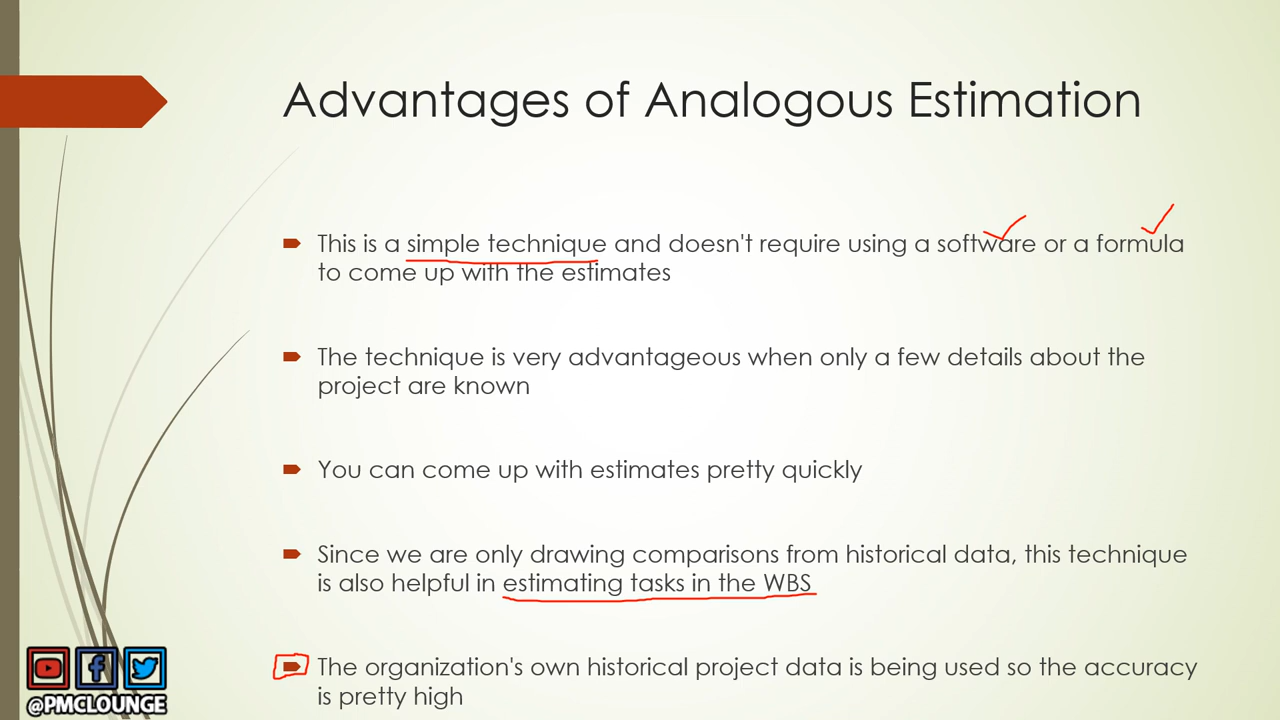 Advantages of Analogous Estimation
This is a simple technique and doesn't require using a software or a formula
to come up with the estimates
The technique is very advantageous when only a few details about the
project are known
You can come up with estimates pretty quickly
Since we are only drawing comparisons from historical data, this technique
is also helpful in estimating tasks in the WBS
The organization's own historical project data is being used so the accuracy
is pretty high
@PMCLOUNGE